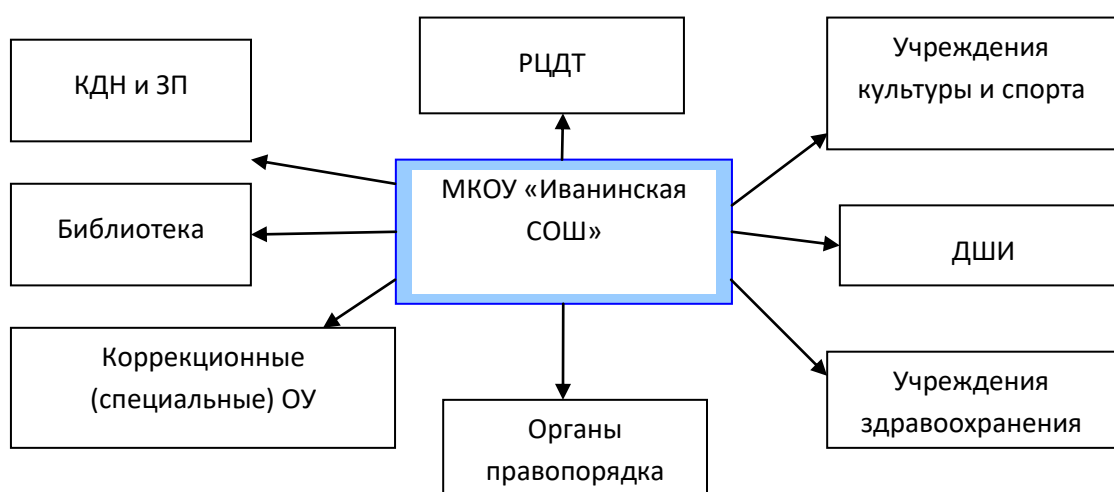 КДН и ЗП
РЦДТ
Учреждения
культуры и спорта
МКОУ «Иванинская
СОШ»
Библиотека
ДШИ
Коррекционные
(специальные) ОУ
Учреждения
здравоохранения
Органы
правопорядка